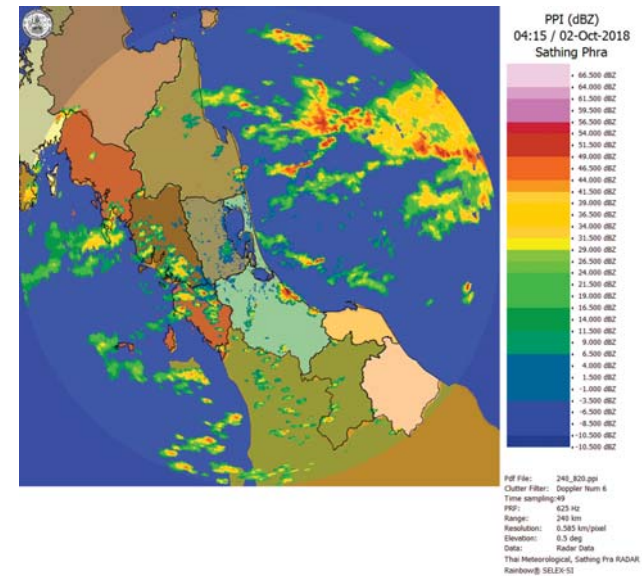 PPI (dBZ)
04:15 / 02-Oct-2018
Sathing Phra
66.500 dBZ
64.000 dBZ
61.500 dBZ
59.500 dBZ
56.500 dBZ
54.000 dBZ
51.500 dBZ
49.000 dBZ
46.500 dBZ
44.000 dBZ
41.500 dBZ
39.000 dBZ
36.500 dBZ
34.000 dBZ
31.500 dBZ
29.000 dBZ
26.500 dBZ
24.000 dBZ
21.500 dBZ
19.000 dBZ
16.500 dBZ
14.000 dBZ
11.500 dBZ
9.000 dBZ
6.500 dBZ
4.000 dBZ
1.500 dBZ
-1.000 dBZ
-3.500 dBZ
-6.500 dBZ
-8.500 dBZ
-10.500 dBZ
-10.500 dBZ
Pdf File: 240_820.ppi
Clutter Filter: Doppler Num 6
Time sampling:49
PRF: 625 Hz
Range: 240 km
Resolution: 0.585 km/pixel
Elevation: 0.5 deg
Data: Radar Data
Thai Meteorological, Sathing Pra RADAR
Rainbow® SELEX-SI